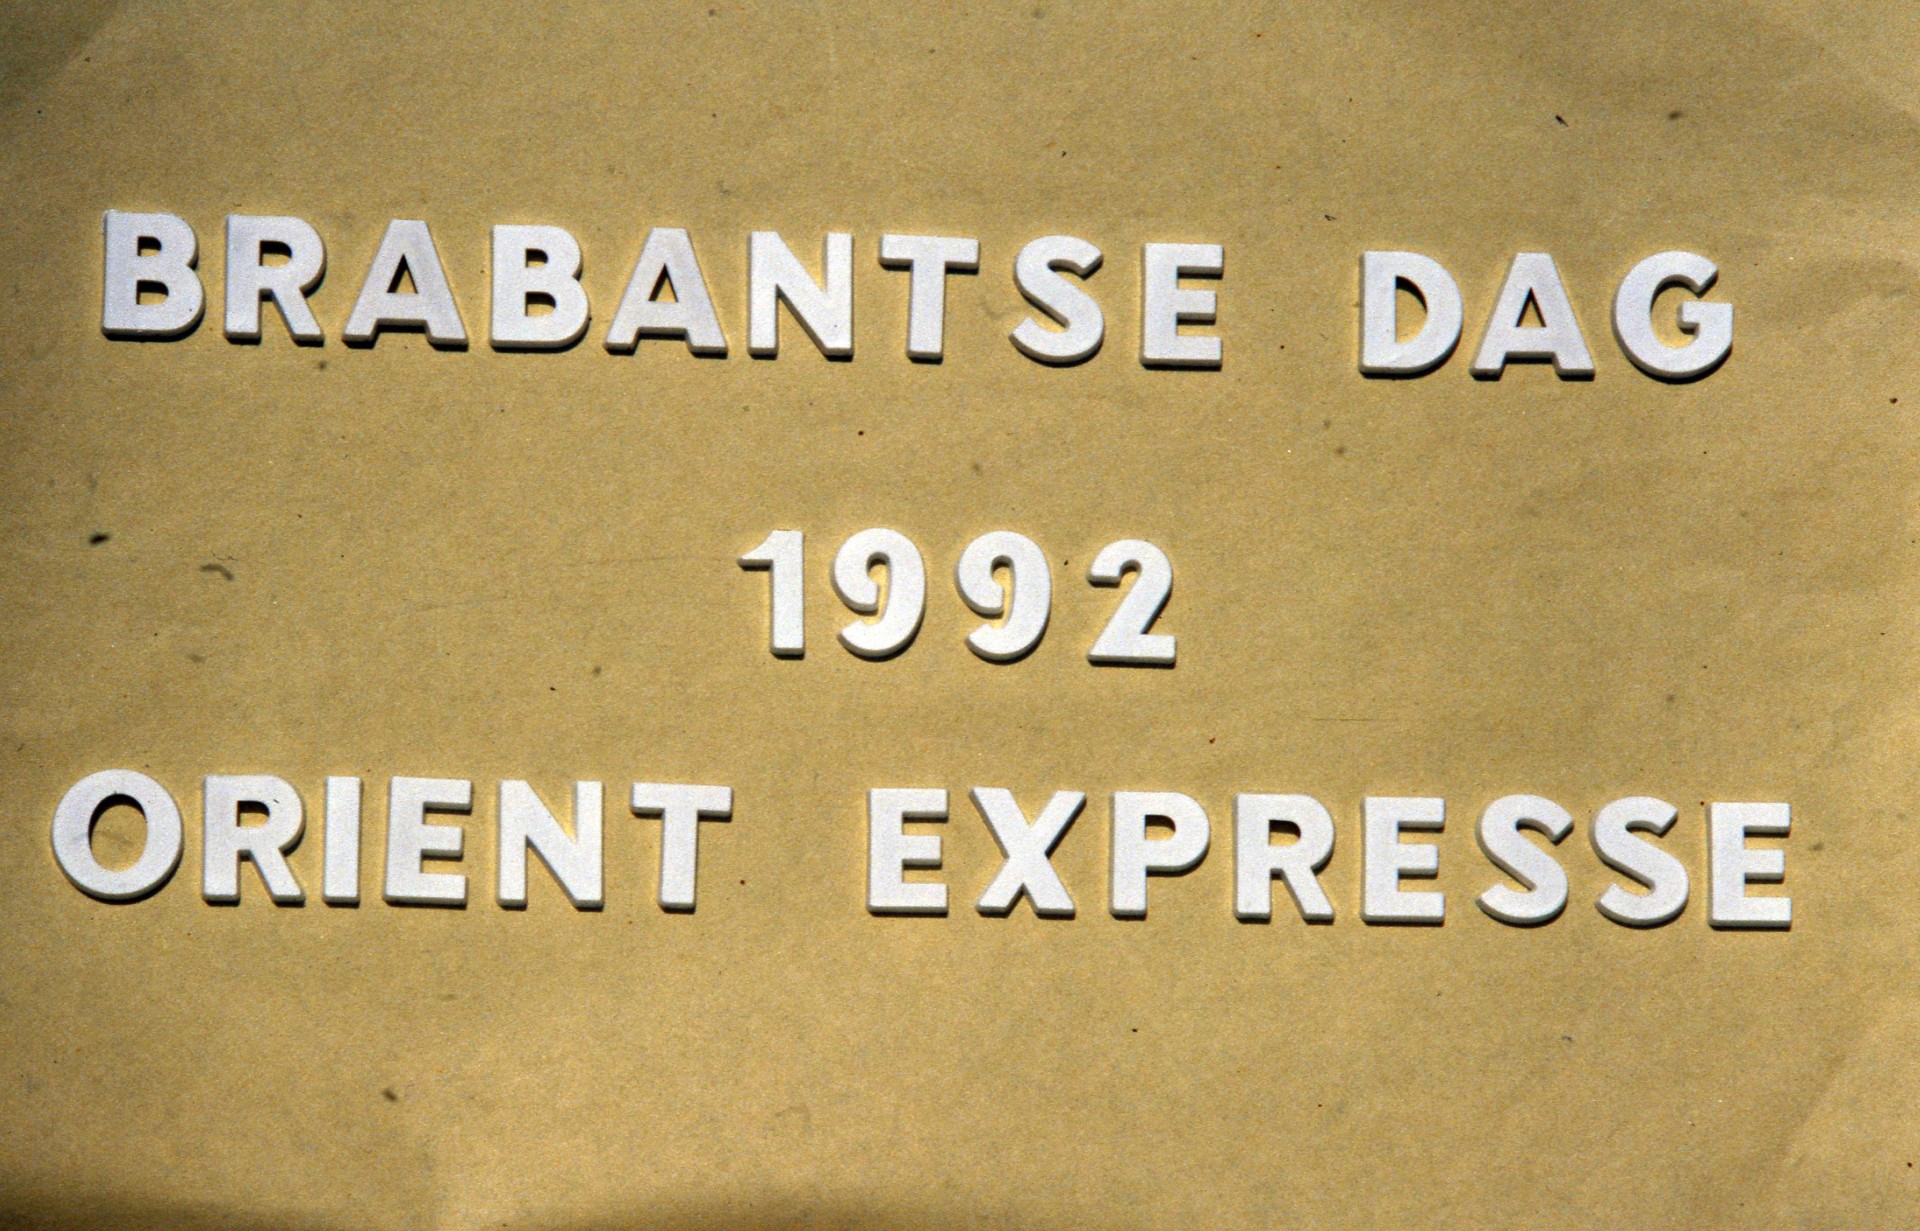 BRABANTSE DAG
1992
ORIENT EXPRESSE